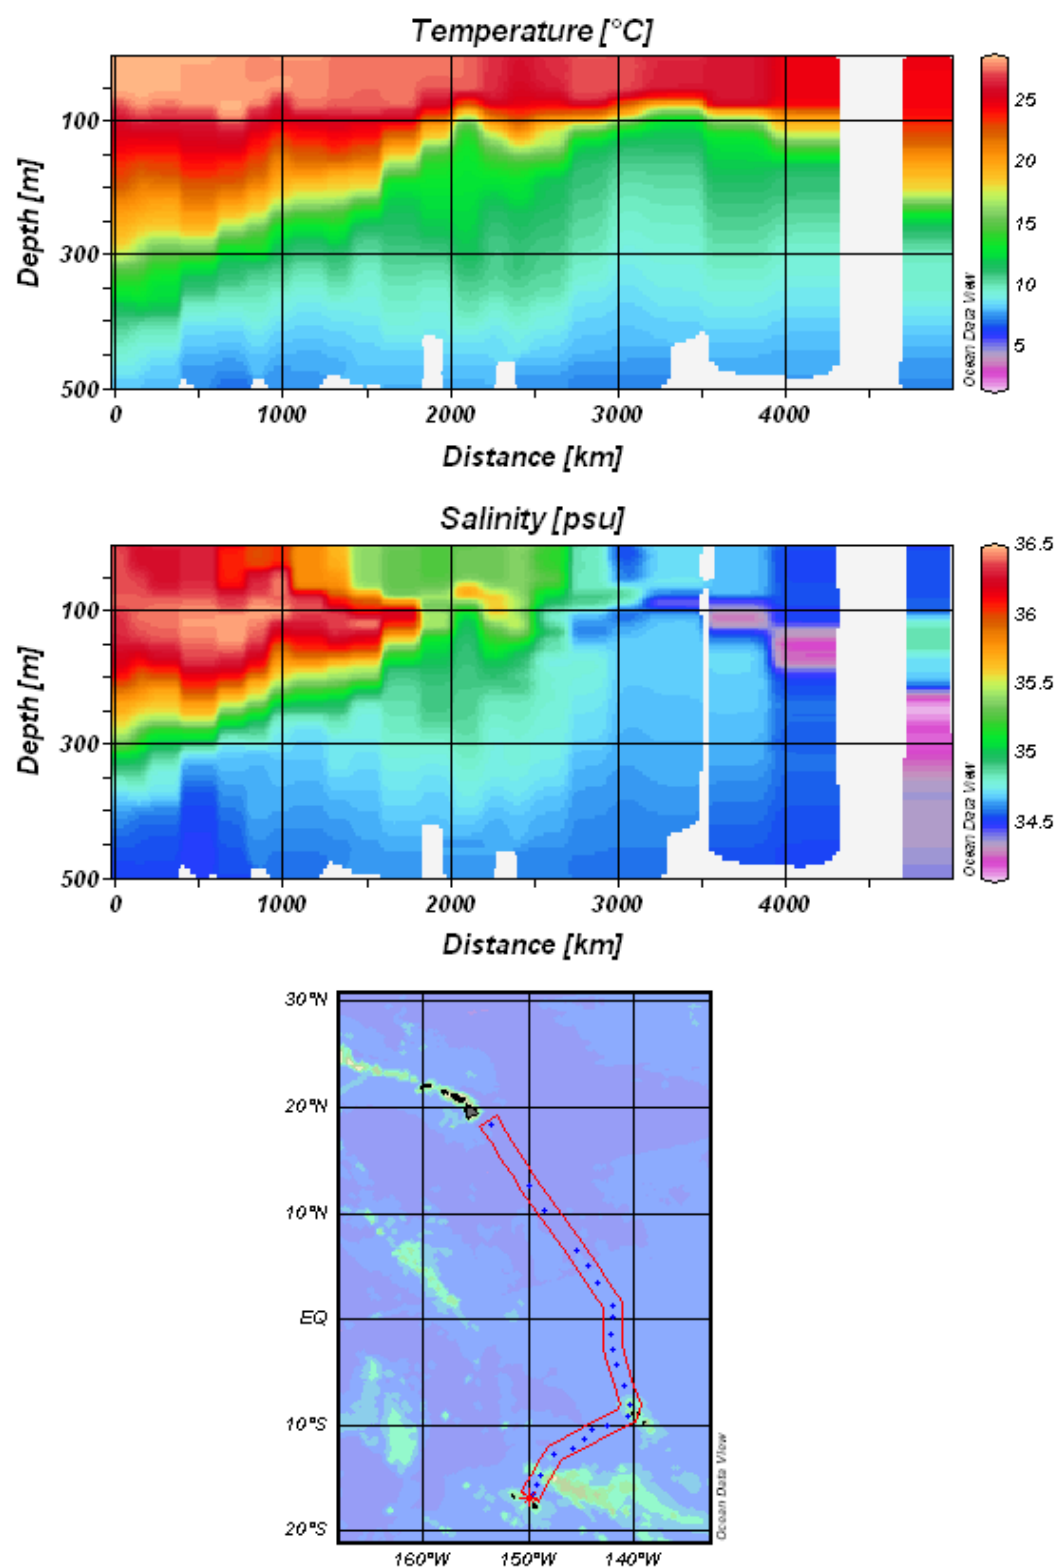 Temperature [°C]
Depth [m]
100
300
500
0
1000
2000
3000
4000
Distance [km]
25
20
15
10
5
Ocean Data View
Salinity [psu]
Depth [m]
100
300
500
0
1000
2000
3000
4000
Distance [km]
36.5
36
35.5
35
34.5
Ocean Data View
30°N
20°N
10°N
EQ
10°S
20°S
160°W
150°W
140°W
Ocean Data View